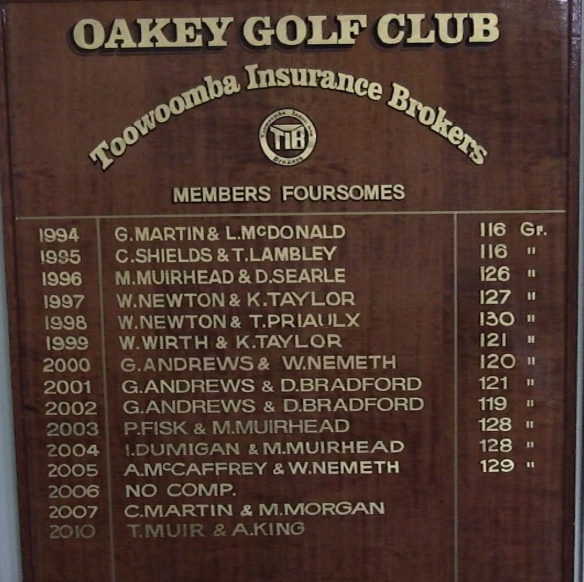 OAKEY GOLF CLUB
Toowoomba Insurance Brokers
Toowoomba Insurance
TIB
Brokers
MEMBERS FOURSOMES
1994 G.MARTIN & L.McDONALD 116 Gr.
1995 C.SHIELDS & T.LAMBLEY 116 "
1996 M.MUIRHEAD & D.SEARLE 126 "
1997 W.NEWTON & K.TAYLOR 127 "
1998 W.NEWTON & T.PRIAULX 130 "
1999 W.WIRTH & K.TAYLOR 121 "
2000 G.ANDREWS & W.NEMETH 120 "
2001 G.ANDREWS & D.BRADFORD 121 "
2002 G.ANDREWS & D.BRADFORD 119 "
2003 P.FISK & M.MUIRHEAD 128 "
2004 I.DUMIGAN & M.MUIRHEAD 128 "
2005 A.McCAFFREY & W.NEMETH 129 "
2006 NO COMP.
2007 C.MARTIN & M.MORGAN
2010 T.MUIR & A.KING